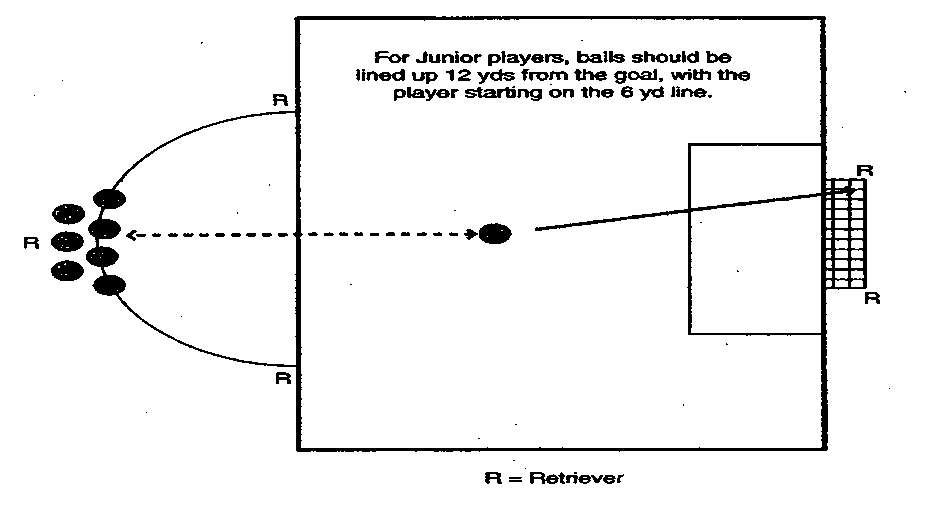 For Junior players, balls should be
lined up 12 yds from the goal, with the
player starting on the 6 yd line.
R
R
R
R
R
R = Retriever